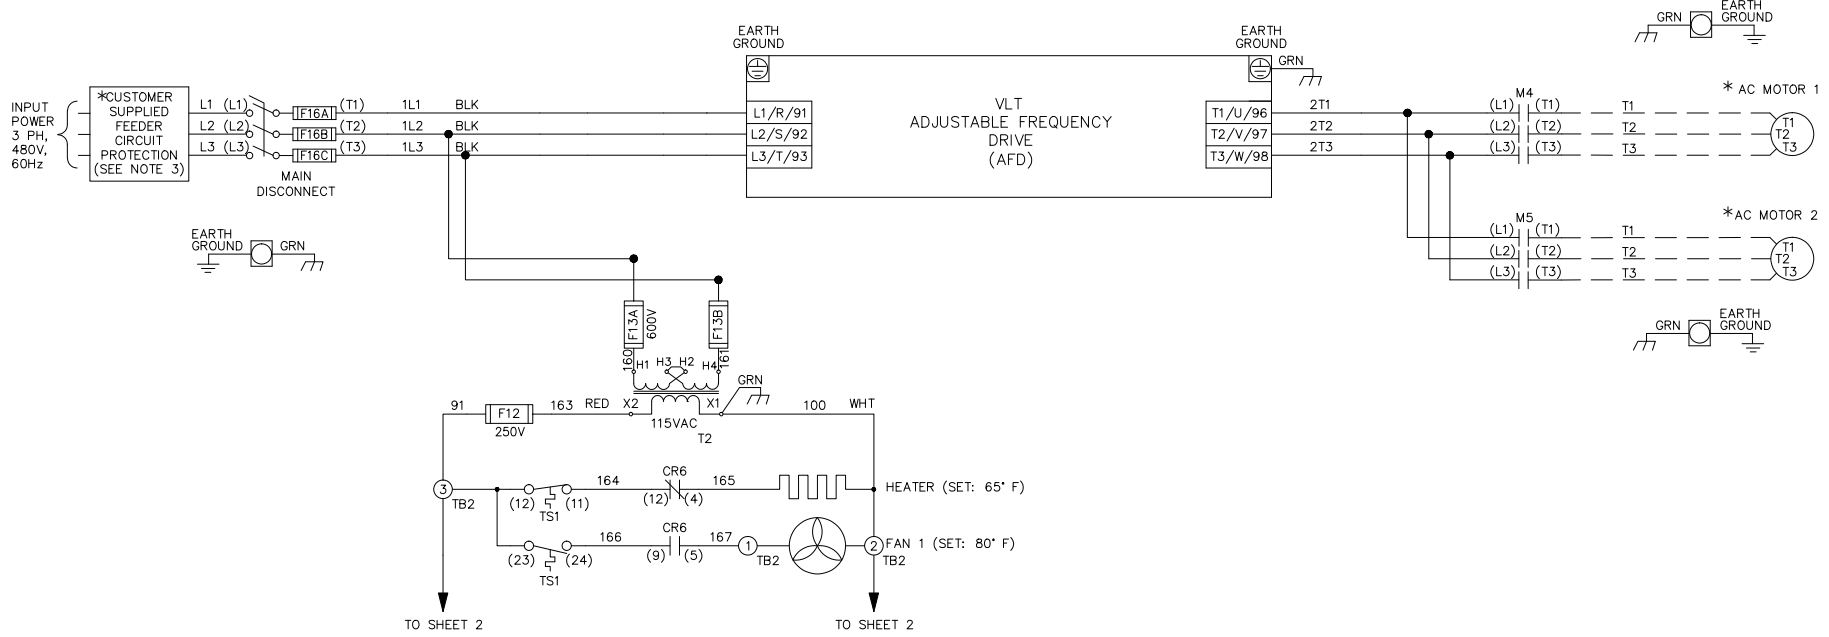 INPUT
POWER
3 PH,
480V,
60Hz
*CUSTOMER
SUPPLIED
FEEDER
CIRCUIT
PROTECTION
(SEE NOTE 3)
L1 (L1) F16A (T1) 1L1 BLK
L2 (L2) F16B (T2) 1L2 BLK
L3 (L3) F16C (T3) 1L3 BLK
MAIN
DISCONNECT
EARTH
GROUND GRN
EARTH
GROUND
L1/R/91
L2/S/92
L3/T/93
VLT
ADJUSTABLE FREQUENCY
DRIVE
(AFD)
EARTH
GROUND
GRN
T1/U/96 2T1
T2/V/97 2T2
T3/W/98 2T3
GRN EARTH
GROUND
M4
(L1) (T1) T1
(L2) (T2) T2
(L3) (T3) T3
* AC MOTOR 1
T1
T2
T3
M5
(L1) (T1) T1
(L2) (T2) T2
(L3) (T3) T3
*AC MOTOR 2
T1
T2
T3
GRN EARTH
GROUND
F13A
600V
F13B
160
161
H1 H3 H2 H4
GRN
91 F12 163 RED X2 X1 100 WHT
250V
115VAC
T2
3 TB2
(12) (11) 164 CR6 165 HEATER (SET: 65° F)
TS1
(12) (4)
(23) (24) 166 CR6 167 1 2 FAN 1 (SET: 80° F)
TS1
(9) (5)
TB2 TB2
TO SHEET 2
TO SHEET 2